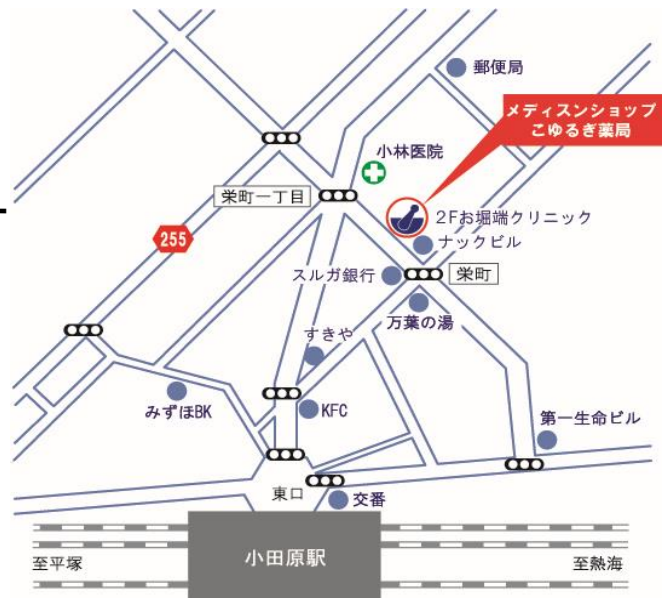 郵便局
メディスンショップ
こゆるぎ薬局
小林医院
栄町一丁目
2Fお堀端クリニック
ナックビル
255
スルガ銀行
栄町
万葉の湯
すきや
みずほBK
KFC
第一生命ビル
東口
交番
小田原駅
至平塚
至熱海